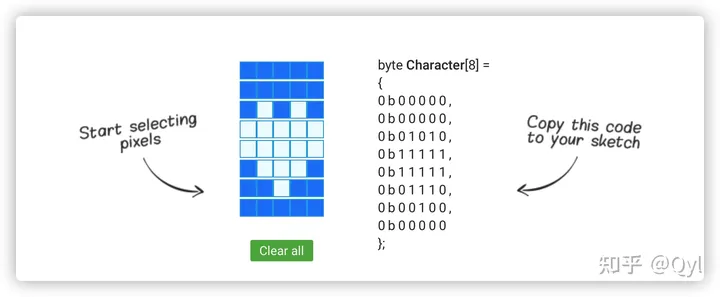 Start selecting
pixels
Clear all
byte Character[8] =
{
0b00000,
0b00000,
0b01010,
0b11111,
0b11111,
0b01110,
0b00100,
0b00000
};
Copy this code
to your sketch
知乎 @Qyl